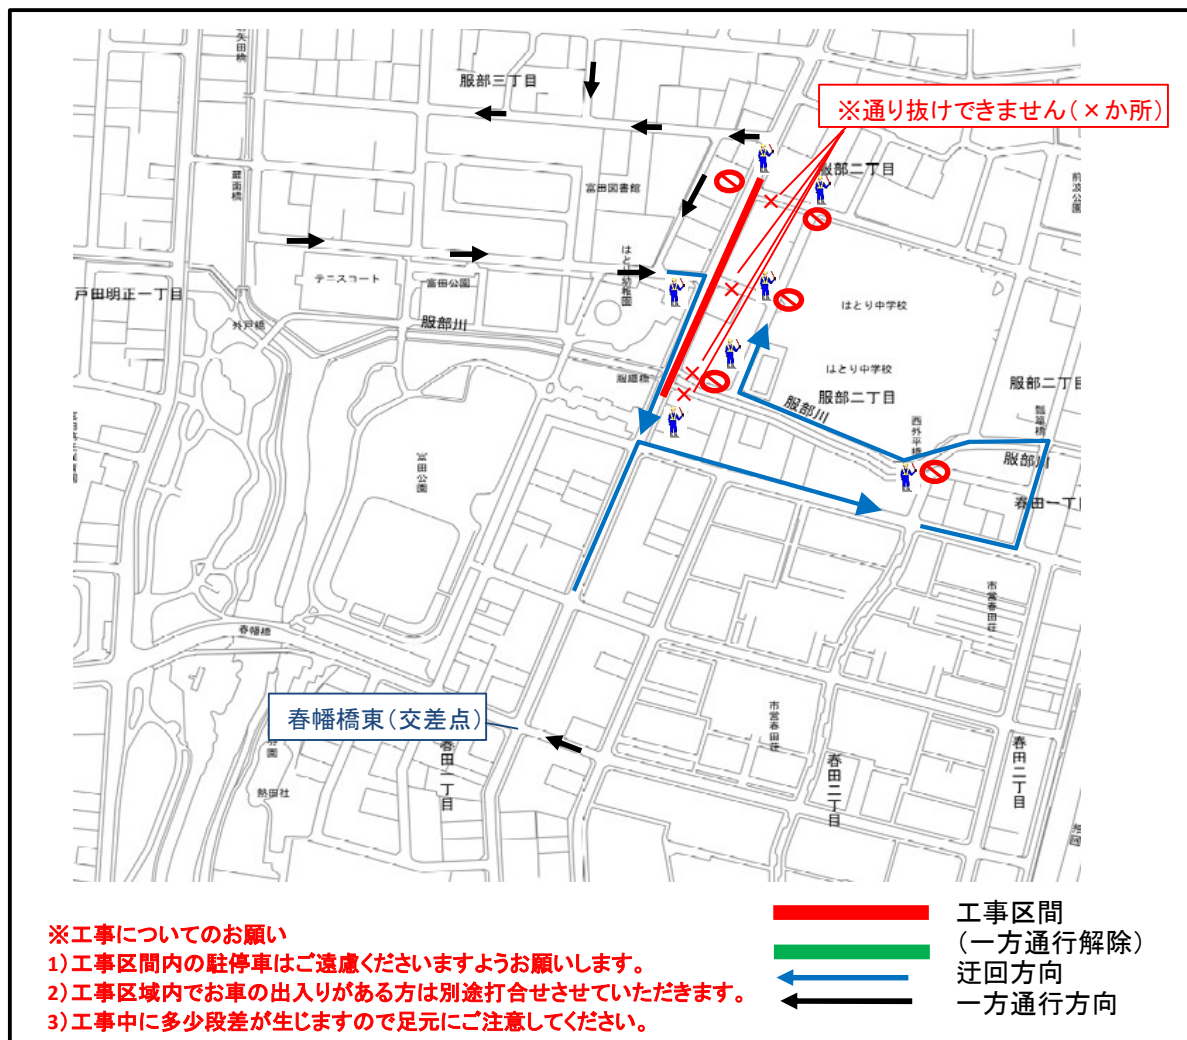 服部三丁目
※通り抜けできません(×か所)
服部二丁目
前波公園
蔵面橋
富田図書館
はとり幼稚園
テニスコート
富田公園
戸田明正一丁目
外戸橋
服部川
はとり中学校
はとり中学校
服部二丁目
服部二丁目
服部川
西外平橋
瓢箪橋
服部川
富田公園
春田一丁目
市営春田荘
春幡橋
春幡橋東(交差点)
市営春田荘
春田一丁目
春田二丁目
春田二丁目
熱田社
※工事についてのお願い
1)工事区間内の駐停車はご遠慮くださいますようお願いします。
2)工事区域内でお車の出入りがある方は別途打合せさせていただきます。
3)工事中に多少段差が生じますので足元にご注意してください。
工事区間
(一方通行解除)
迂回方向
一方通行方向